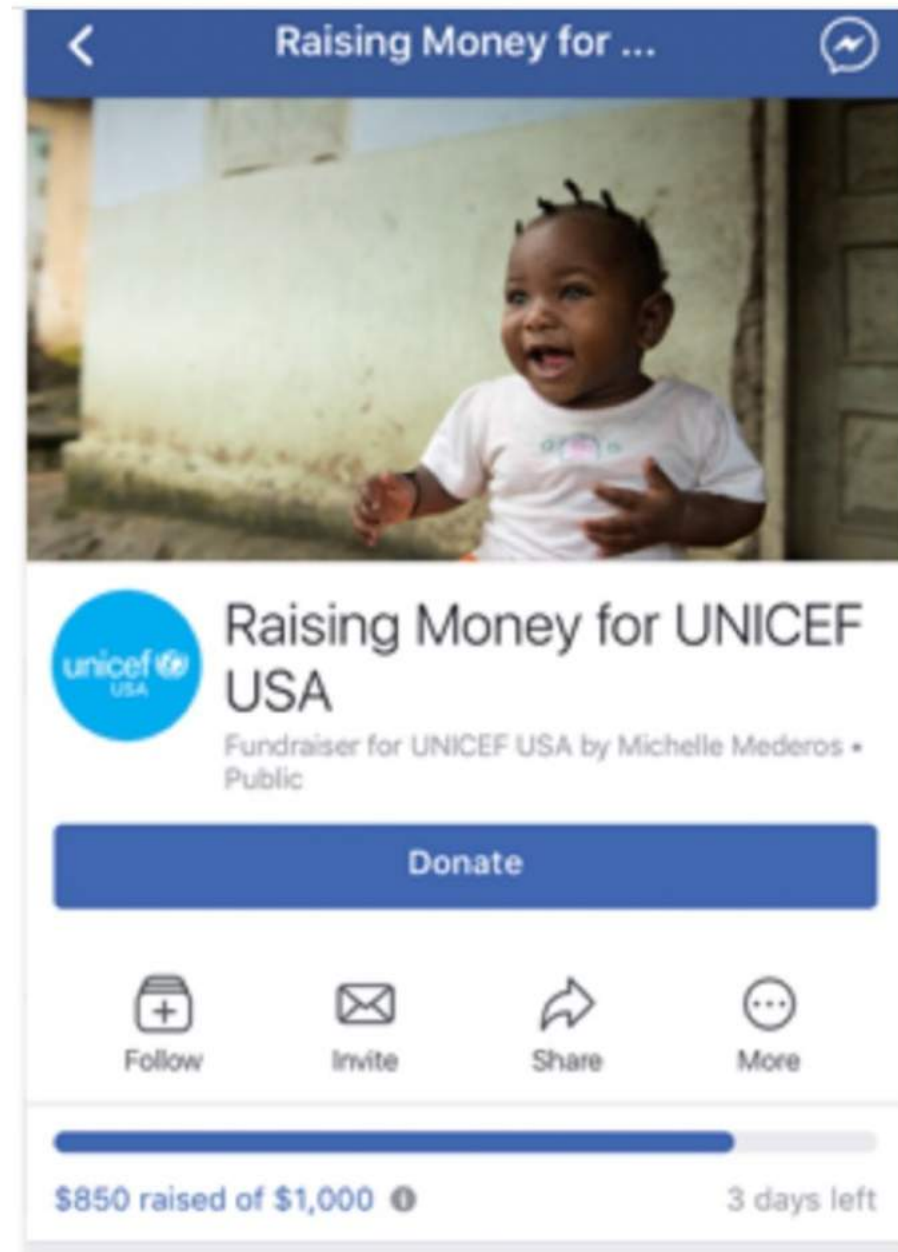 Raising Money for ...
unicef
USA
Raising Money for UNICEF
USA
Fundraiser for UNICEF USA by Michelle Mederos •
Public
Donate
Follow
Invite
Share
More
$850 raised of $1,000
3 days left